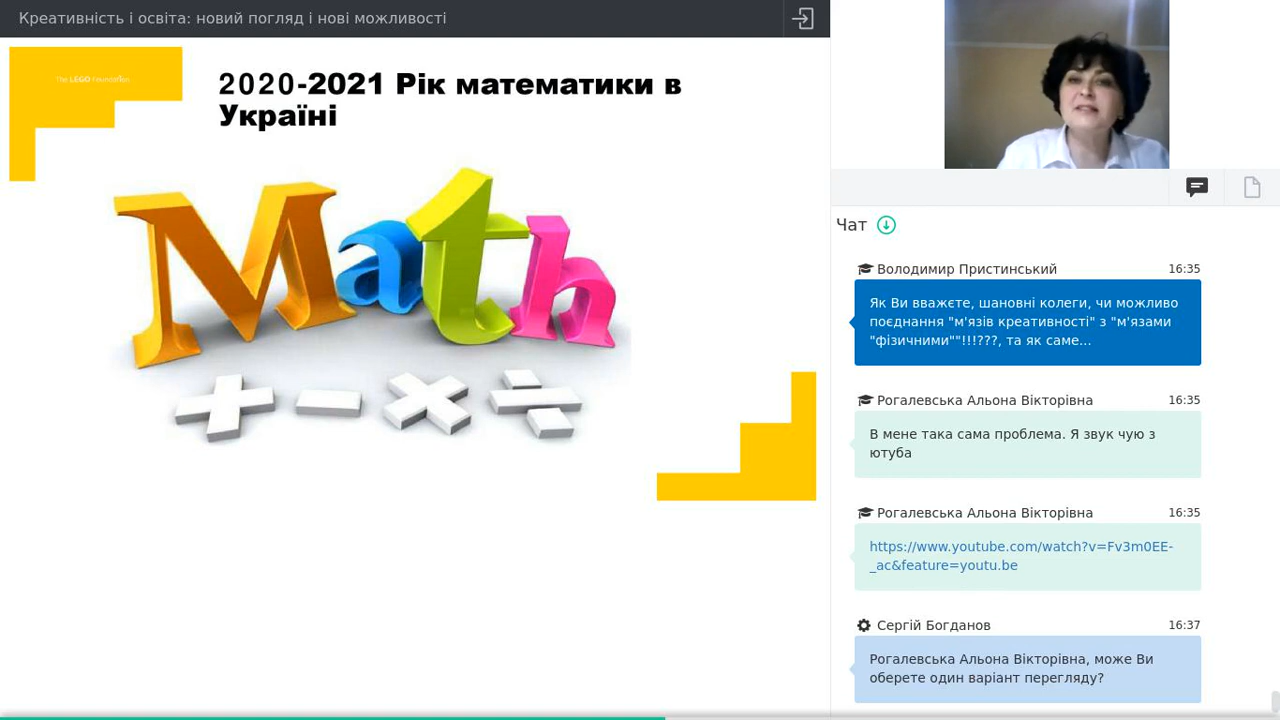 Креативність і освіта: новий погляд і нові можливості
The LEGO Foundation
2020-2021 Рік математики в
Україні
Math
Чат
Володимир Пристинський 16:35
Як Ви вважєте, шановні колеги, чи можливо
поєднання "м'язів креативності" з "м'язами
"фізичними""!!!???, та як саме...
Рогалевська Альона Вікторівна 16:35
В мене така сама проблема. Я звук чую з
ютуба
Рогалевська Альона Вікторівна 16:35
https://www.youtube.com/watch?v=Fv3m0EE-
_ac&feature=youtu.be
Сергій Богданов 16:37
Рогалевська Альона Вікторівна, може Ви
оберете один варіант перегляду?